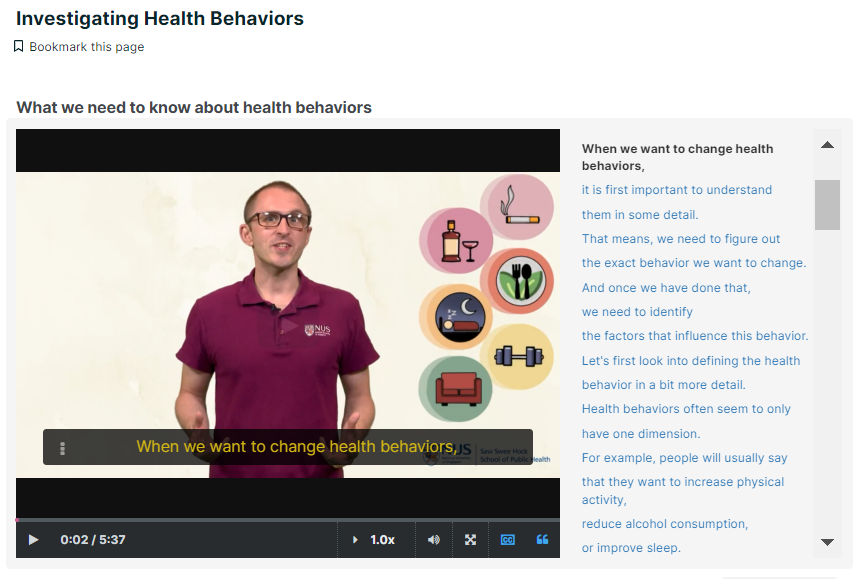 Investigating Health Behaviors
Bookmark this page
What we need to know about health behaviors
NUS
When we want to change health behaviors,
NUS
Saw Swee Hock
School of Public Health
0:02 / 5:37
1.0x
CC
When we want to change health
behaviors,
it is first important to understand
them in some detail.
That means, we need to figure out
the exact behavior we want to change.
And once we have done that,
we need to identify
the factors that influence this behavior.
Let's first look into defining the health
behavior in a bit more detail.
Health behaviors often seem to only
have one dimension.
For example, people will usually say
that they want to increase physical
activity,
reduce alcohol consumption,
or improve sleep.